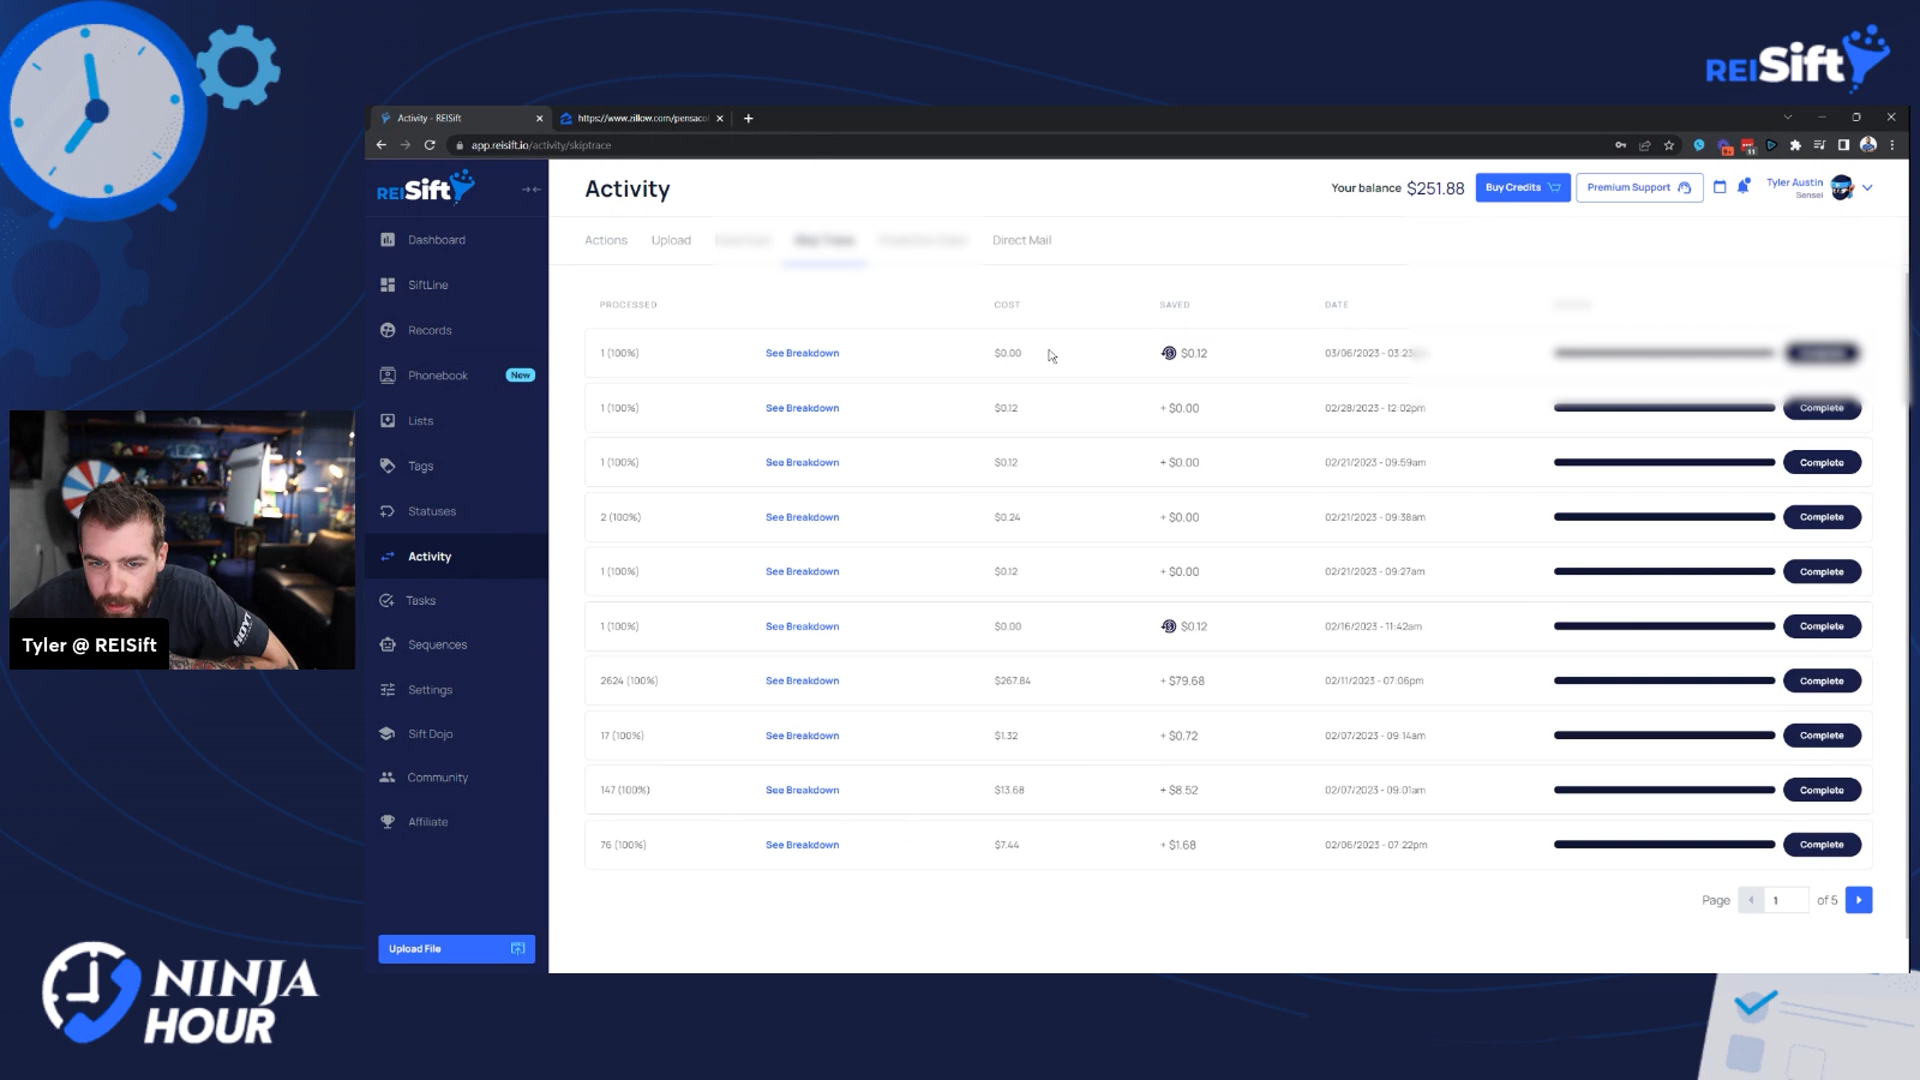 REISift
Activity - REISift
https://www.zillow.com/pensacol
app.reisift.io/activity/skiptrace
REISift
Activity
Your balance $251.88
Buy Credits
Premium Support
Tyler Austin
Sensei
Dashboard
SiftLine
Records
Phonebook New
Lists
Tags
Statuses
Activity
Tasks
Sequences
Settings
Sift Dojo
Community
Affiliate
Upload File
Actions Upload Skip Trace Direct Mail
PROCESSED COST SAVED DATE
1 (100%) See Breakdown $0.00 $0.12 03/06/2023 - 03:23
1 (100%) See Breakdown $0.12 + $0.00 02/28/2023 - 12:02pm Complete
1 (100%) See Breakdown $0.12 + $0.00 02/21/2023 - 09:59am Complete
2 (100%) See Breakdown $0.24 + $0.00 02/21/2023 - 09:38am Complete
1 (100%) See Breakdown $0.12 + $0.00 02/21/2023 - 09:27am Complete
1 (100%) See Breakdown $0.00 $0.12 02/16/2023 - 11:42am Complete
2624 (100%) See Breakdown $267.84 + $79.68 02/11/2023 - 07:06pm Complete
17 (100%) See Breakdown $1.32 + $0.72 02/07/2023 - 09:14am Complete
147 (100%) See Breakdown $13.68 + $8.52 02/07/2023 - 09:01am Complete
76 (100%) See Breakdown $7.44 + $1.68 02/06/2023 - 07:22pm Complete
Page 1 of 5
HOYT
Tyler @ REISift
NINJA
HOUR